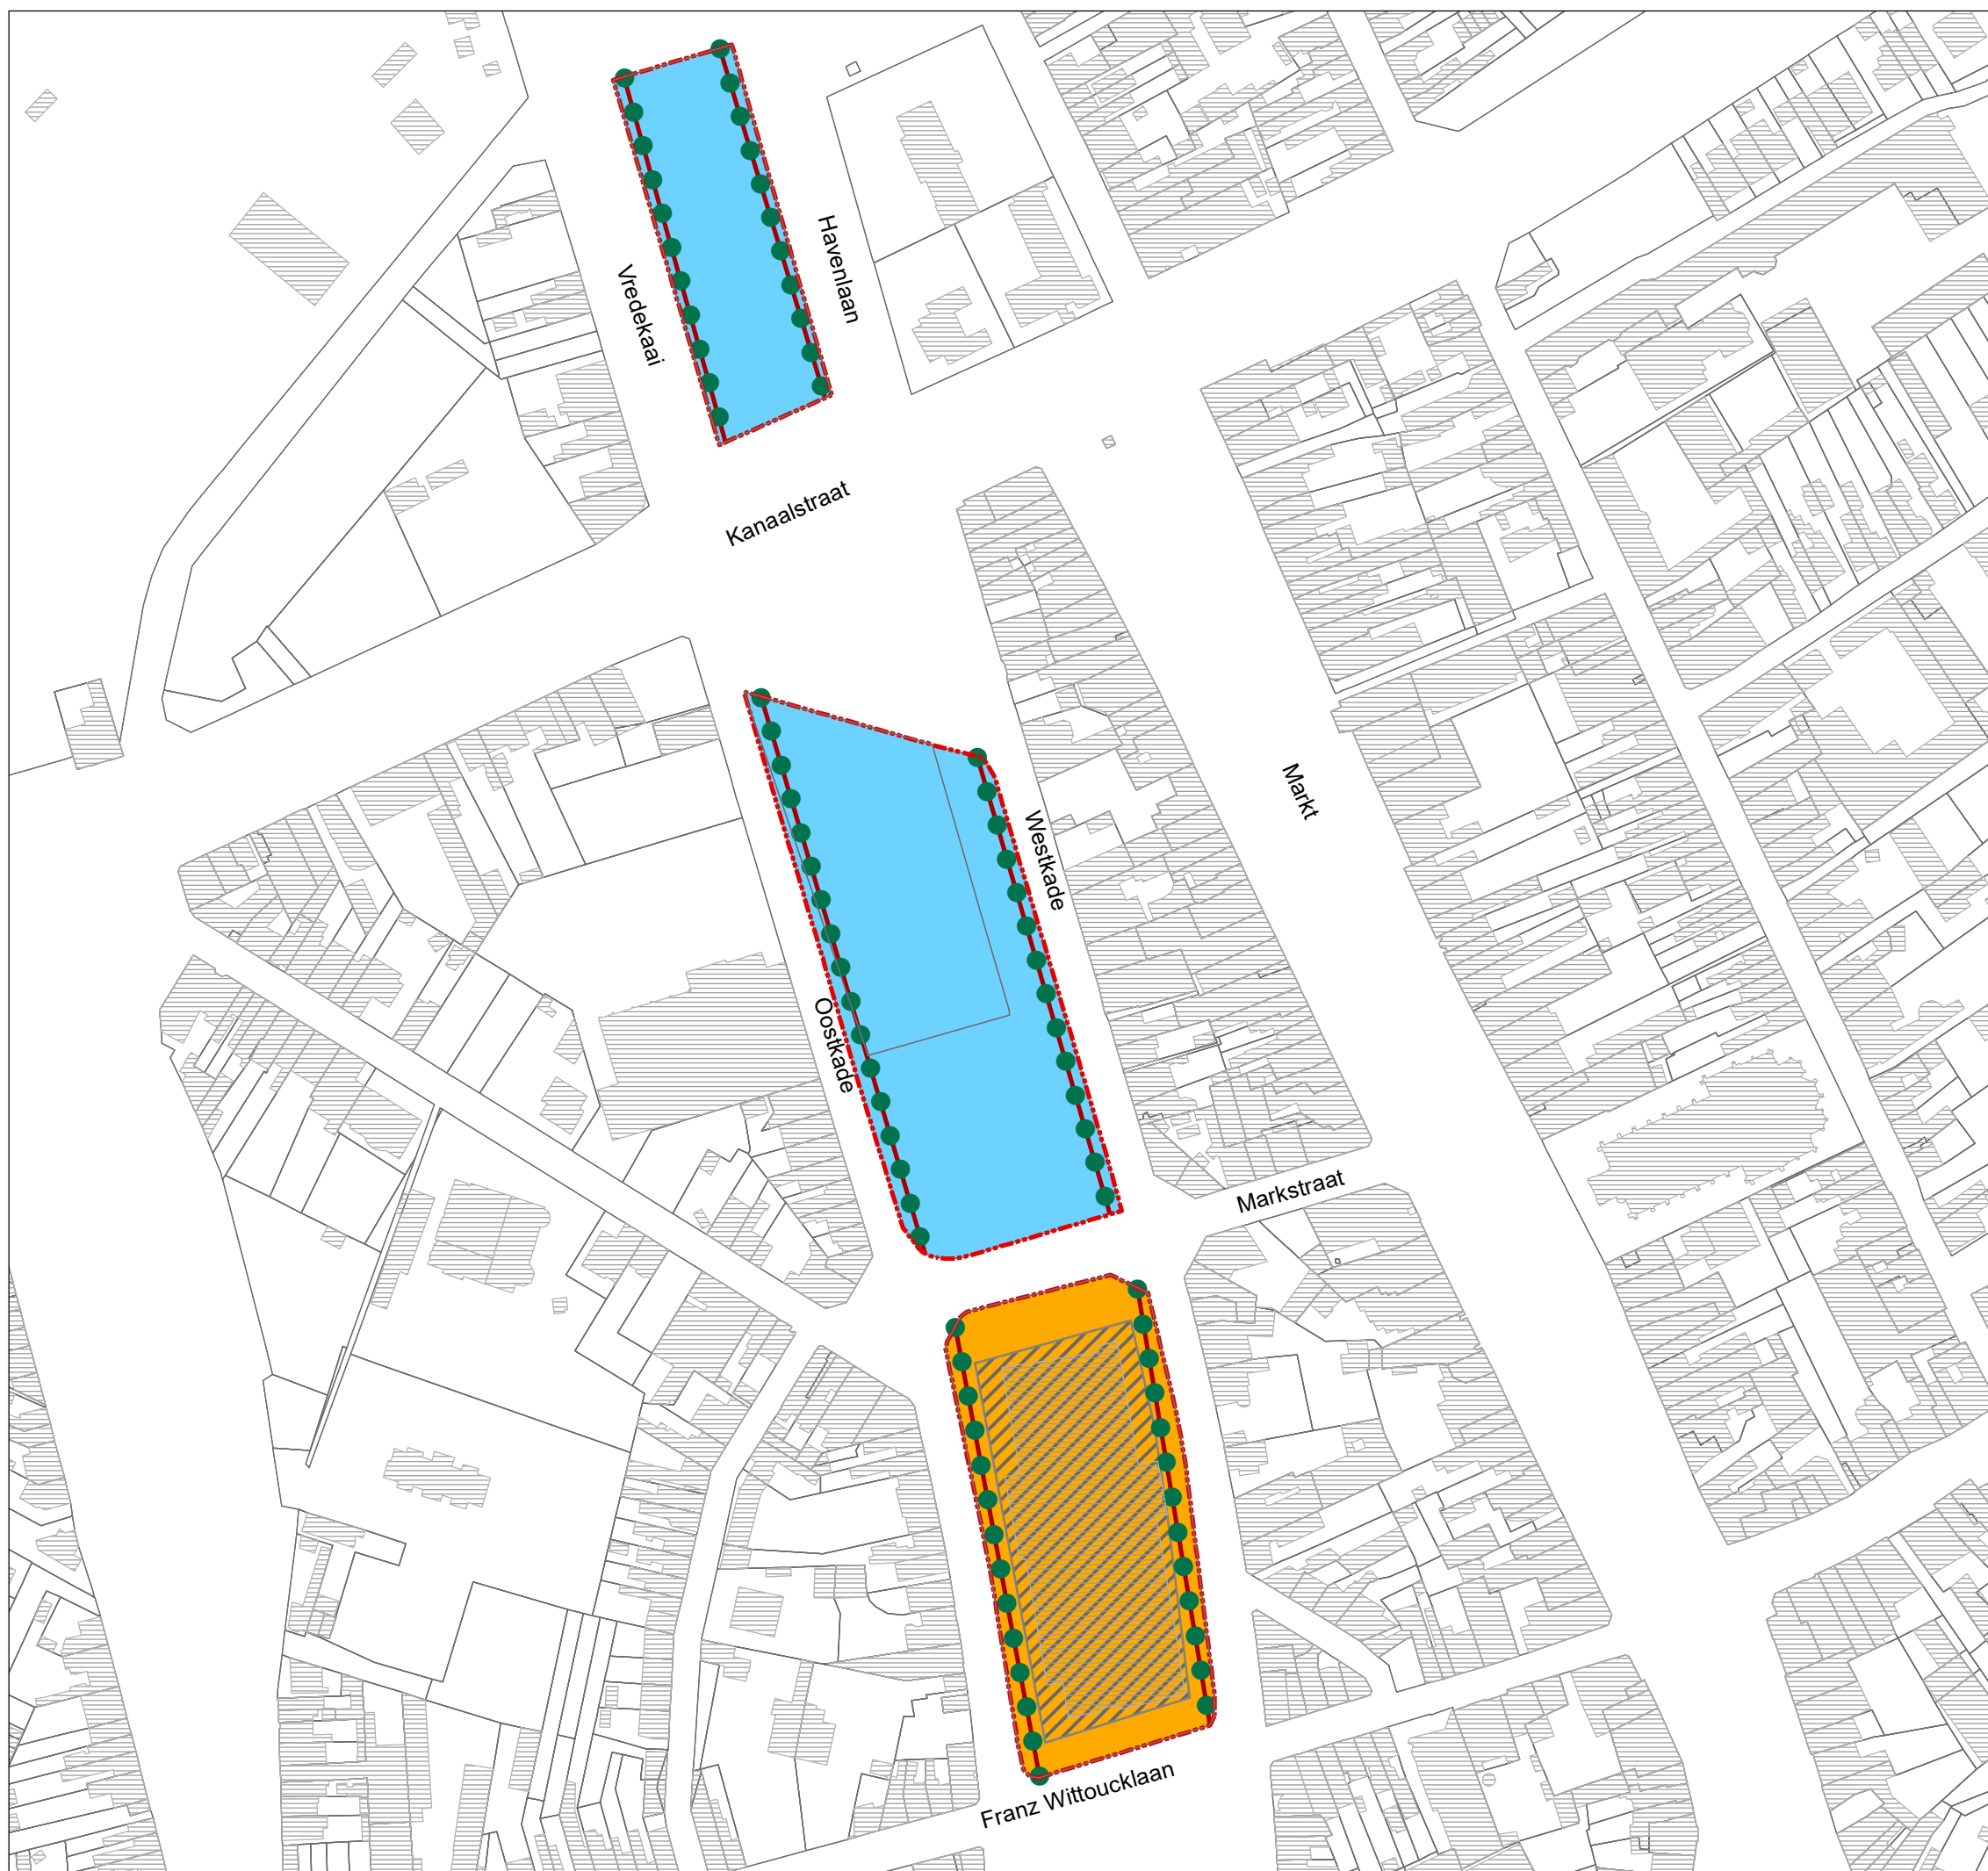 Havenlaan
Vredekaai
Kanaalstraat
Markt
Westkade
Oostkade
Markstraat
Franz Wittoucklaan